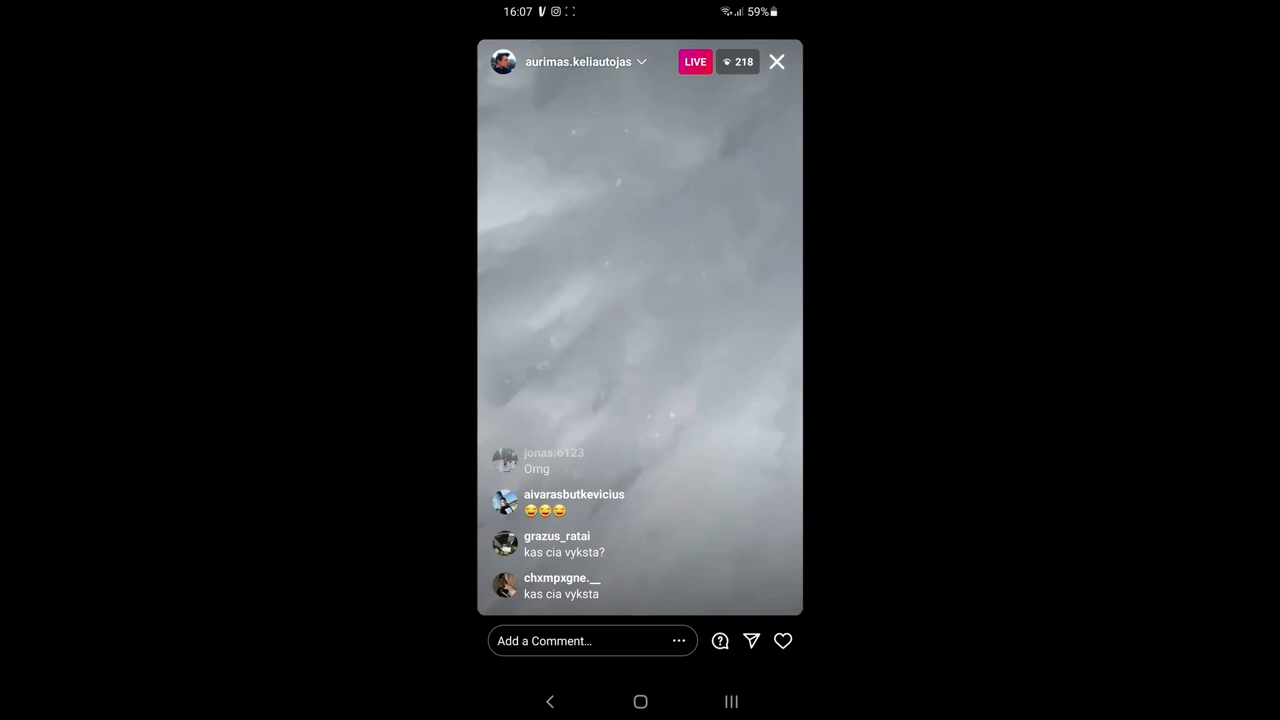 16:07
59%
aurimas.keliautojas
LIVE
218
jonas.o123
Omg
aivarasbutkevicius
😅😅😅
grazus_ratai
kas cia vyksta?
chxmpxgne.__
kas cia vyksta
Add a Comment...